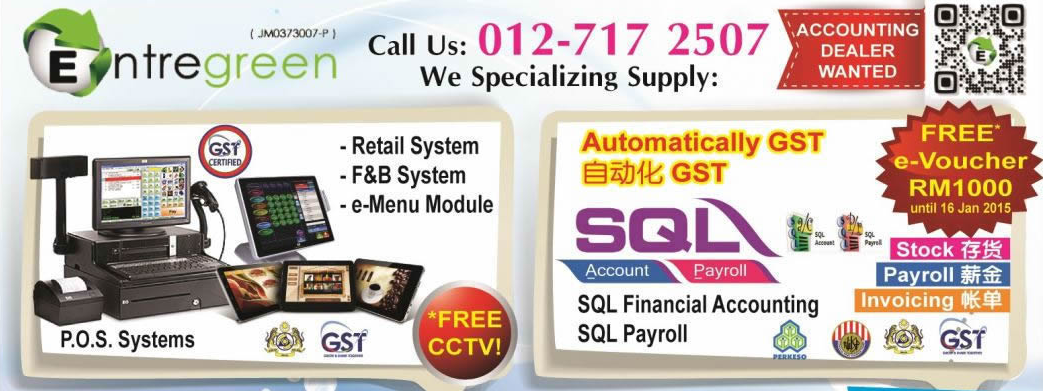 ( JM0373007-P )
Entregreen
Call Us: 012-717 2507
We Specializing Supply:
ACCOUNTING
DEALER
WANTED
GST
CERTIFIED
- Retail System
- F&B System
- e-Menu Module
P.O.S. Systems
GST
*FREE
CCTV!
Automatically GST
自动化 GST
FREE*
e-Voucher
RM1000
until 16 Jan 2015
SQL
Account Payroll
SQL
Account
SQL
Payroll
Stock 存货
Payroll 薪金
Invoicing 帐单
SQL Financial Accounting
SQL Payroll
PERKESO
GST